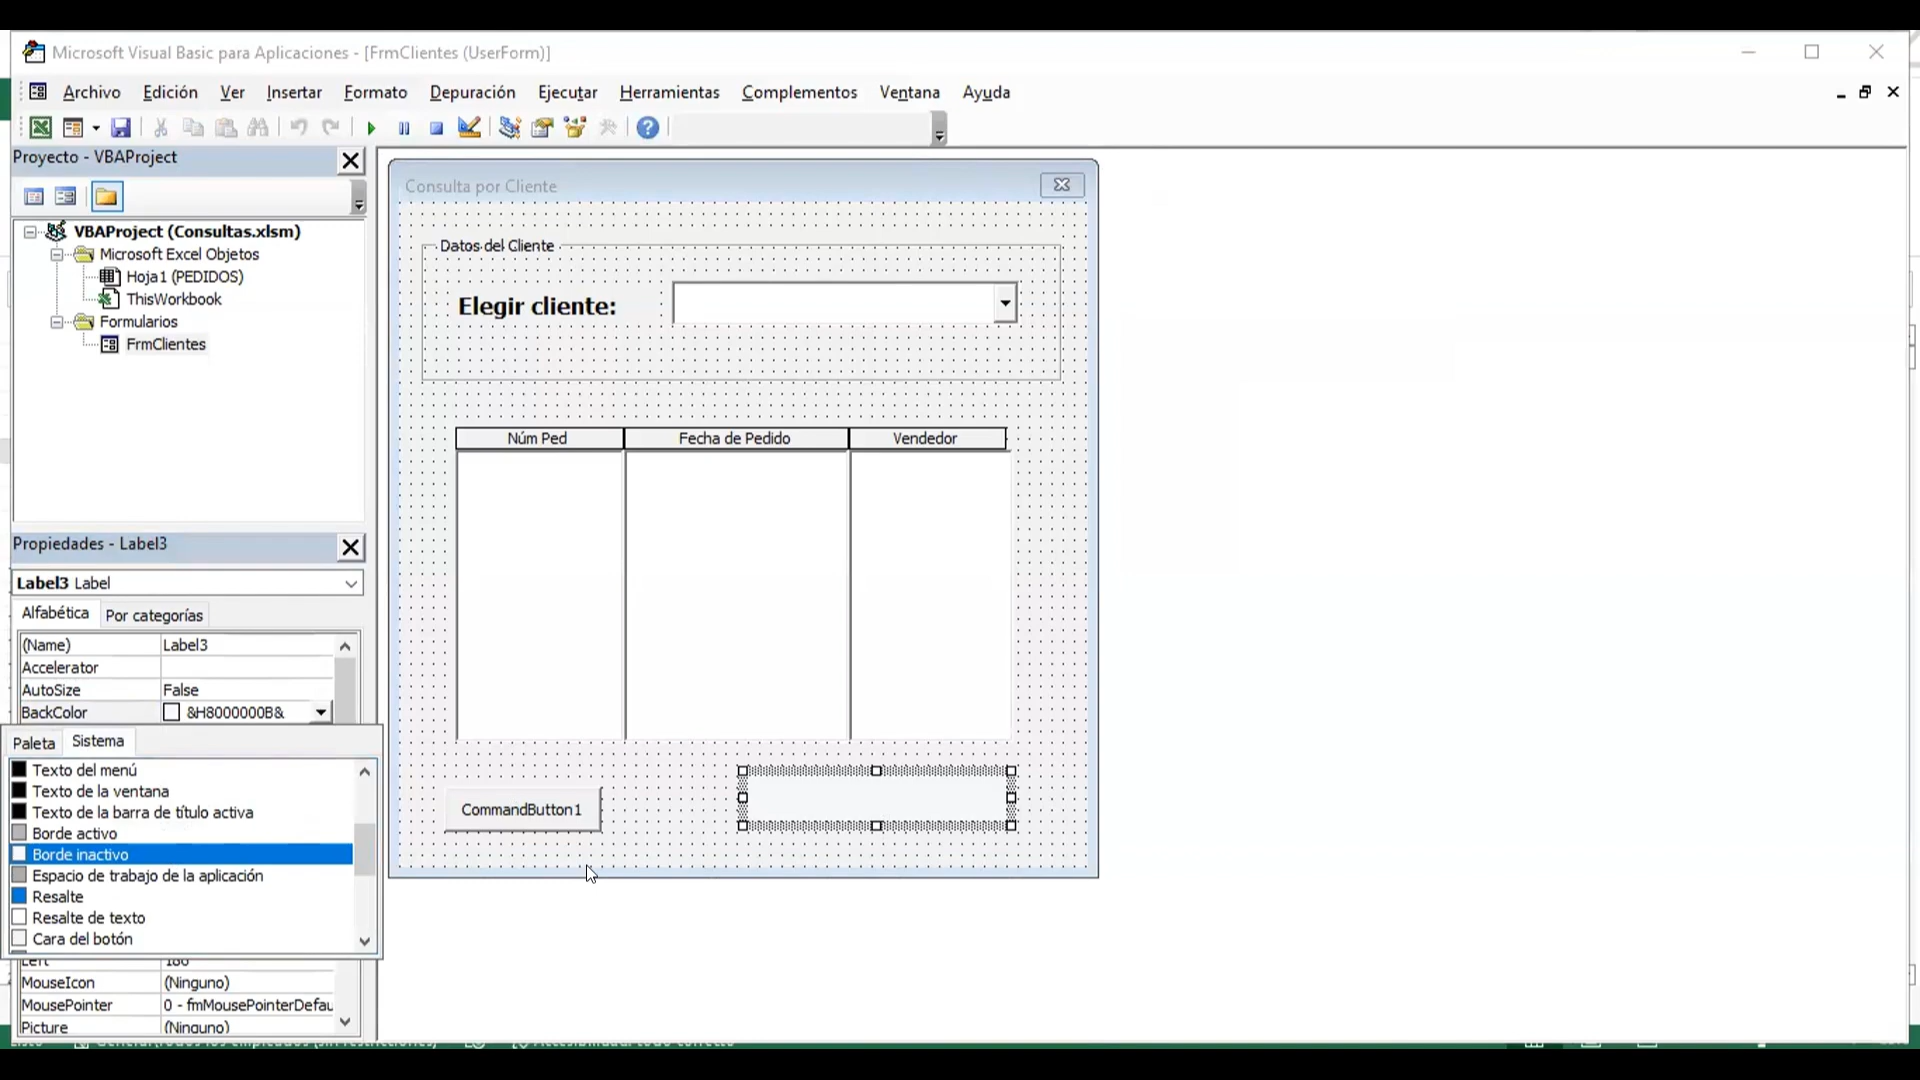 Microsoft Visual Basic para Aplicaciones - [FrmClientes (UserForm)]
Archivo Edición Ver Insertar Formato Depuración Ejecutar Herramientas Complementos Ventana Ayuda
Proyecto - VBAProject
VBAProject (Consultas.xlsm)
Microsoft Excel Objetos
Hoja1 (PEDIDOS)
ThisWorkbook
Formularios
FrmClientes
Propiedades - Label3
Label3 Label
Alfabética Por categorías
(Name) Label3
Accelerator
AutoSize False
BackColor &H8000000B&
Paleta Sistema
Texto del menú
Texto de la ventana
Texto de la barra de título activa
Borde activo
Borde inactivo
Espacio de trabajo de la aplicación
Resalte
Resalte de texto
Cara del botón
Left 180
MouseIcon (Ninguno)
MousePointer 0 - fmMousePointerDefau
Picture (Ninguno)
Consulta por Cliente
Datos del Cliente
Elegir cliente:
Núm Ped Fecha de Pedido Vendedor
CommandButton1